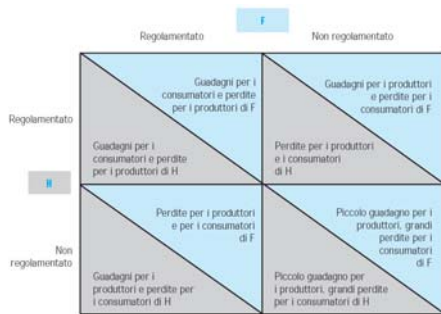 F
Regolamentato
Non regolamentato
Guadagni per i
consumatori e perdite
per i produttori di F
Guadagni per i produttori
e perdite per i
consumatori di F
Regolamentato
Guadagni per i
consumatori e perdite
per i produttori di H
Perdite per i produttori
e i consumatori
di H
H
Perdite per i produttori
e per i consumatori
di F
Piccolo guadagno per i
produttori, grandi
perdite per i
consumatori
di F
Non
regolamentato
Guadagni per i
produttori e perdite per
i consumatori di H
Piccolo guadagno per
i produttori, grandi perdite
per i consumatori di H